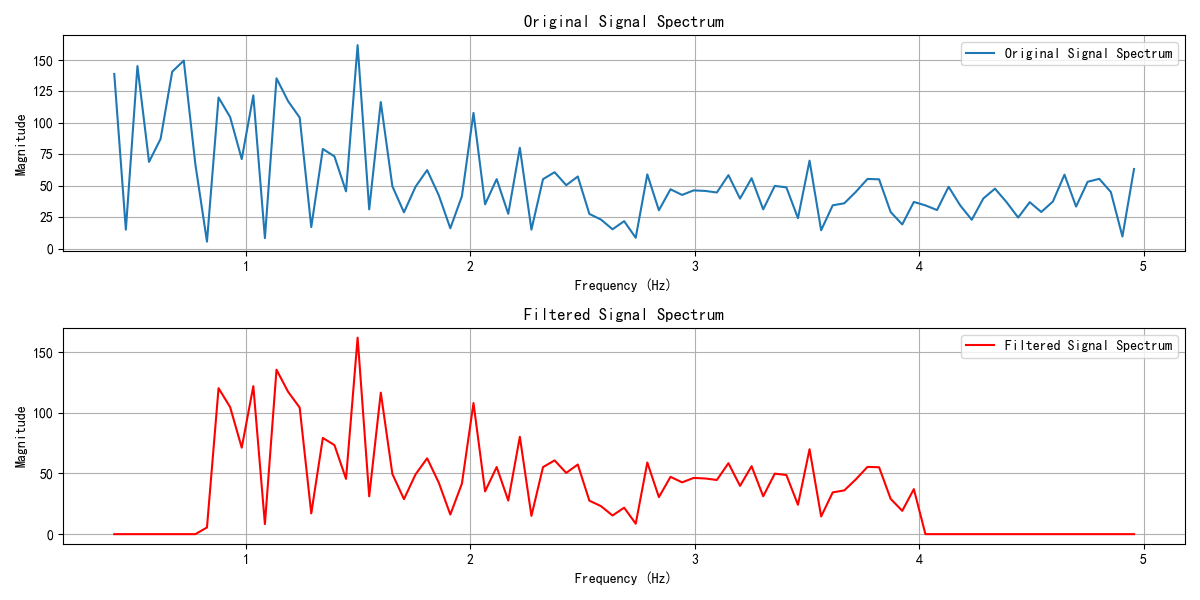 Original Signal Spectrum
Original Signal Spectrum
Magnitude
150
125
100
75
50
25
0
1 2 3 4 5
Frequency (Hz)
Filtered Signal Spectrum
Filtered Signal Spectrum
Magnitude
150
100
50
0
1 2 3 4 5
Frequency (Hz)